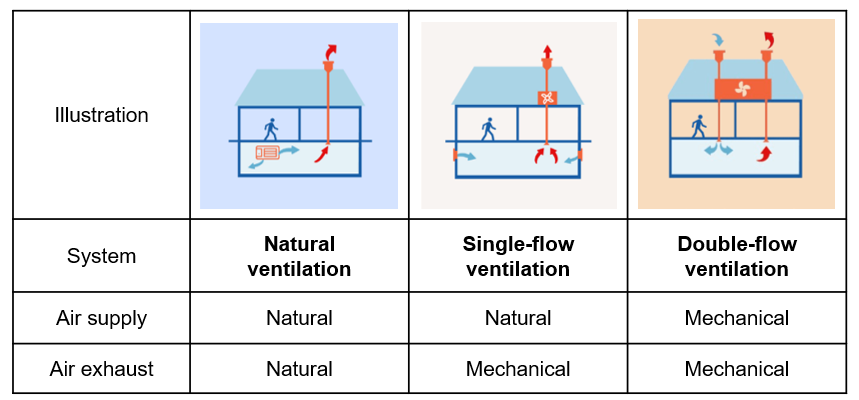 Illustration
System
Natural
ventilation
Single-flow
ventilation
Double-flow
ventilation
Air supply
Natural
Natural
Mechanical
Air exhaust
Natural
Mechanical
Mechanical